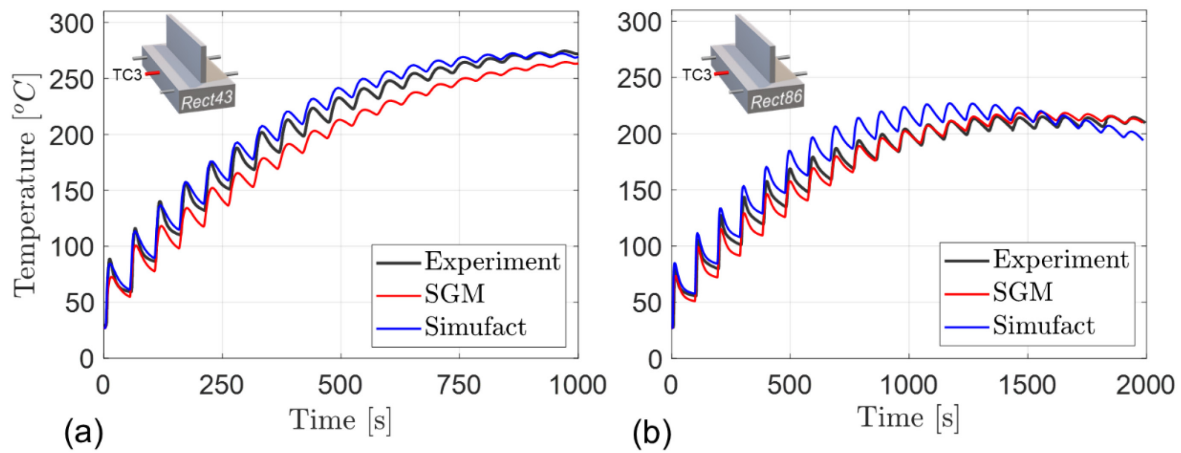 300
250
200
150
100
50
0
Temperature [°C]
TC3
Rect43
Experiment
SGM
Simufact
0 250 500 750 1000
Time [s]
(a)
300
250
200
150
100
50
0
TC3
Rect86
Experiment
SGM
Simufact
0 500 1000 1500 2000
Time [s]
(b)